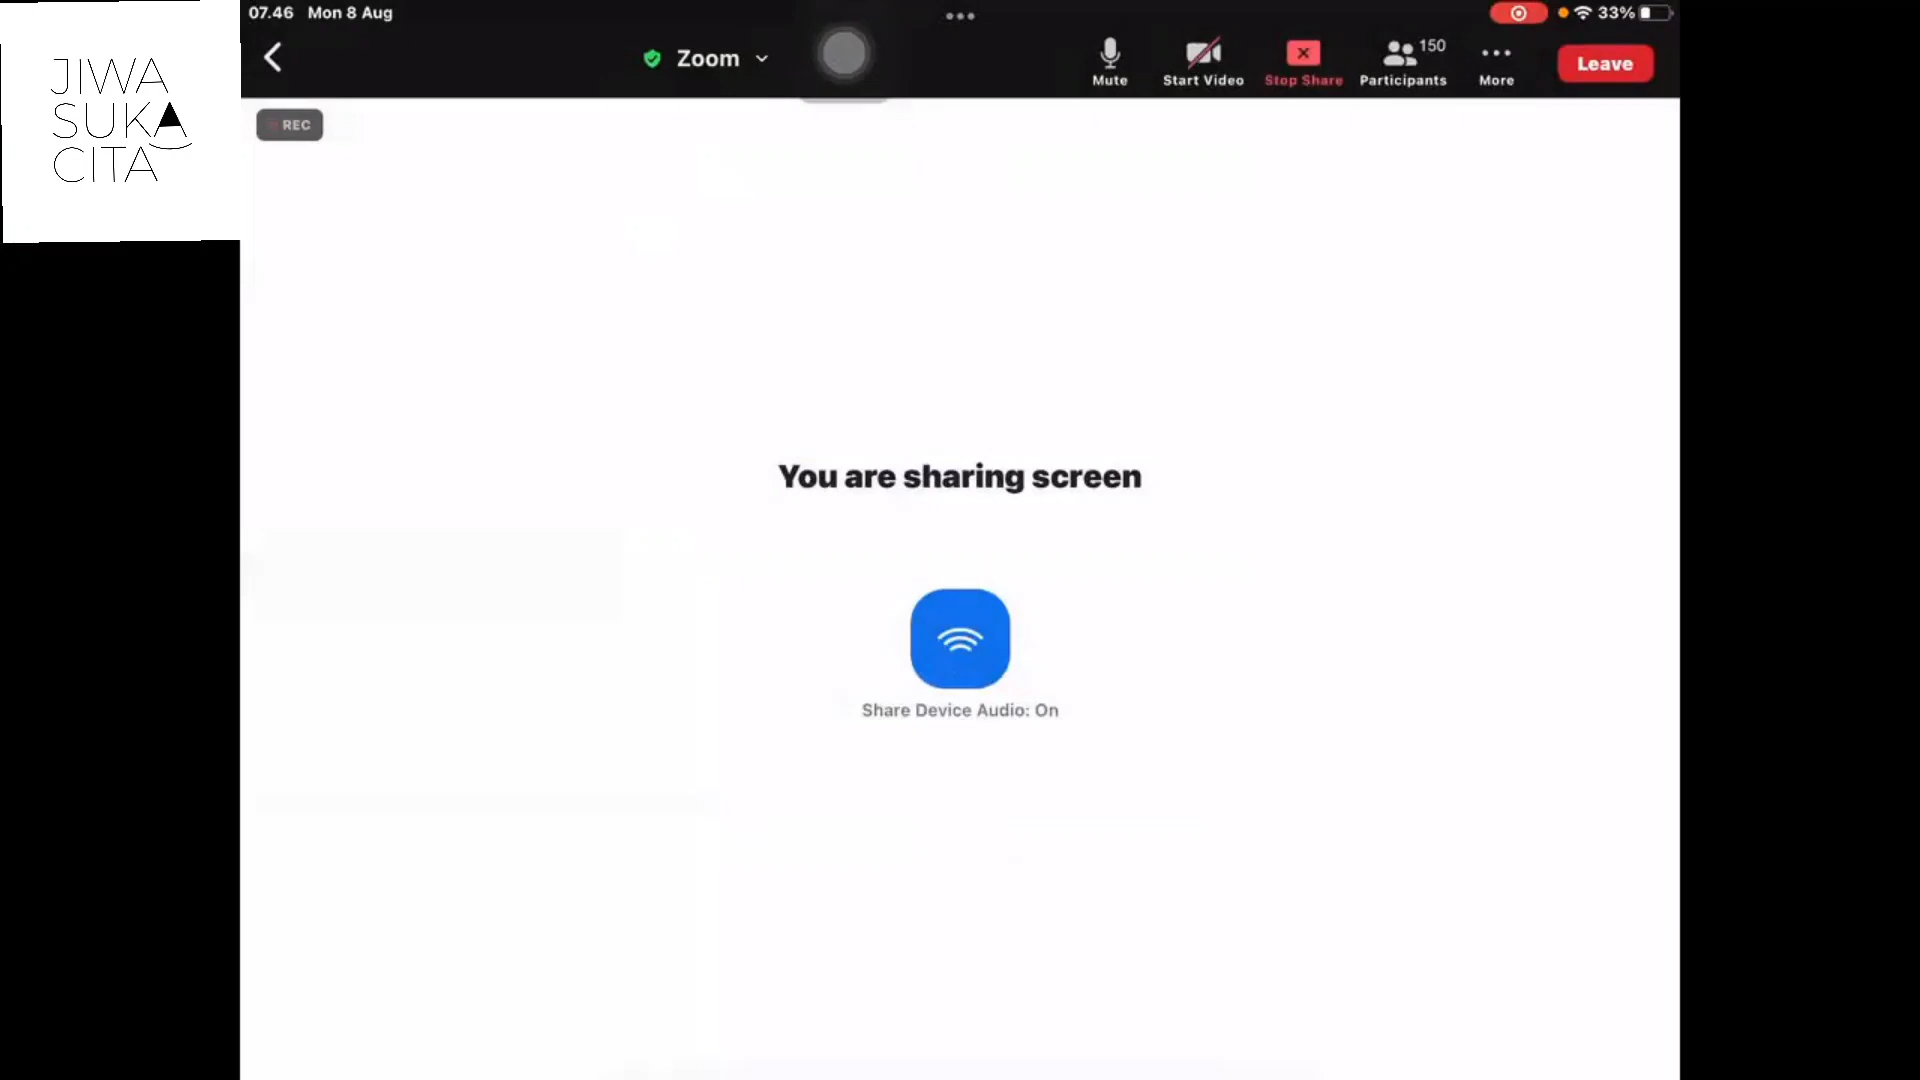 07.46 Mon 8 Aug
33%
JIWA
SUKA
CITA
Zoom
150
Mute
Start Video
Stop Share
Participants
More
Leave
REC
You are sharing screen
Share Device Audio: On